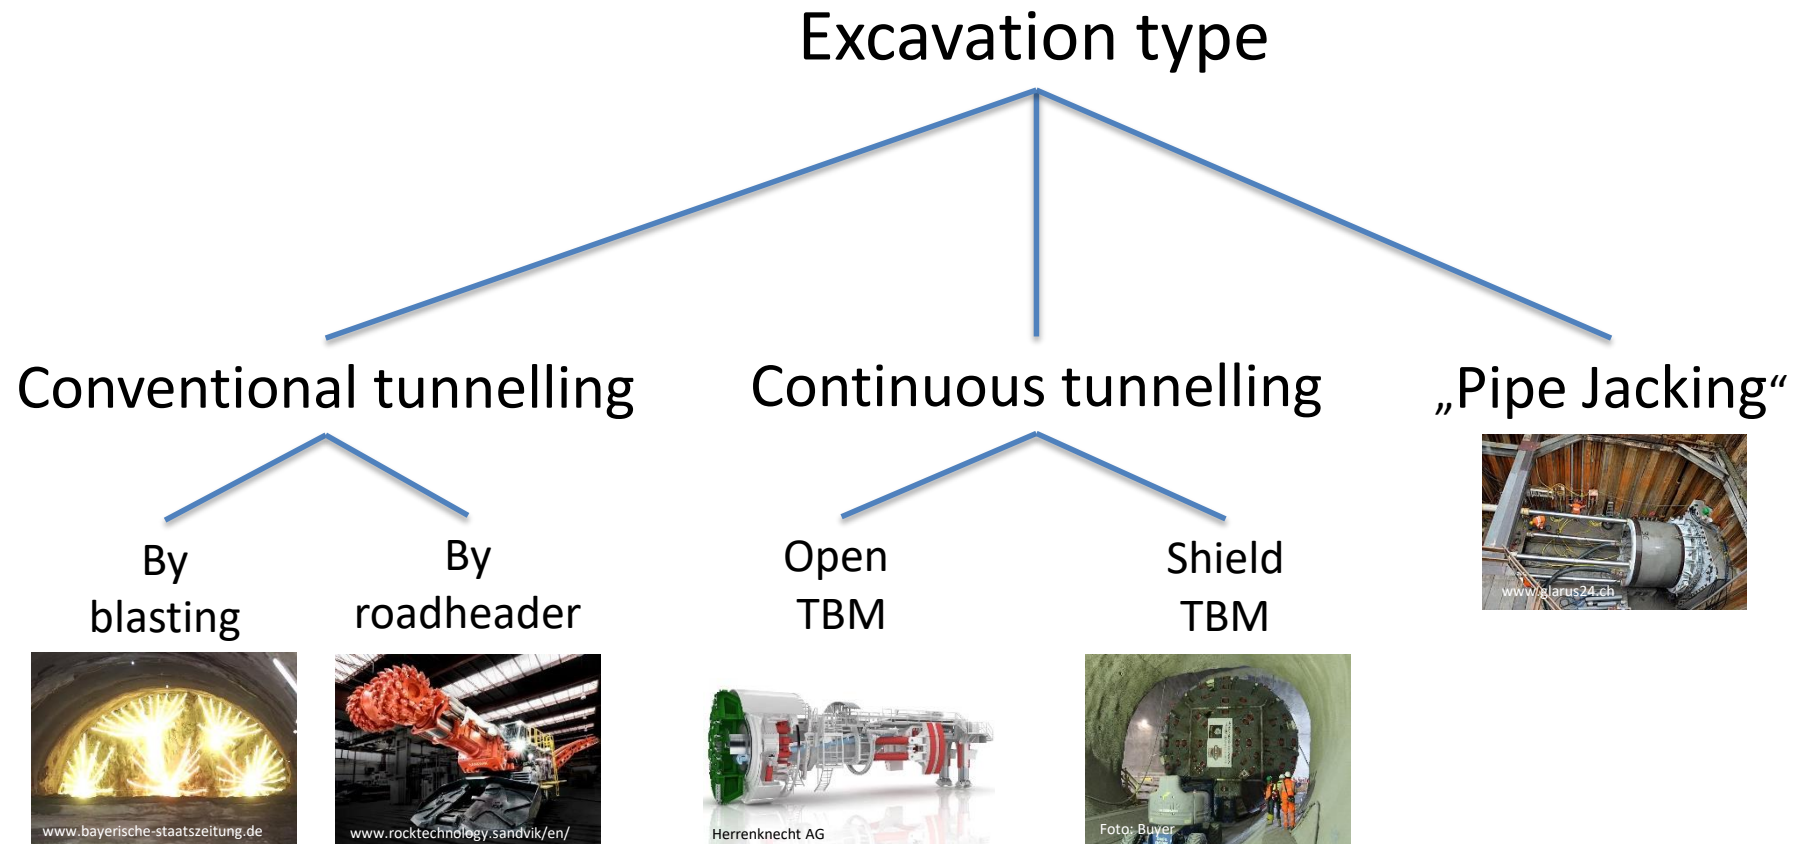 Excavation type
Conventional tunnelling
Continuous tunnelling
„Pipe Jacking“
www.glarus24.ch
By
blasting
By
roadheader
Open
TBM
Shield
TBM
www.bayerische-staatszeitung.de
www.rocktechnology.sandvik/en/
Herrenknecht AG
Foto: Buyer